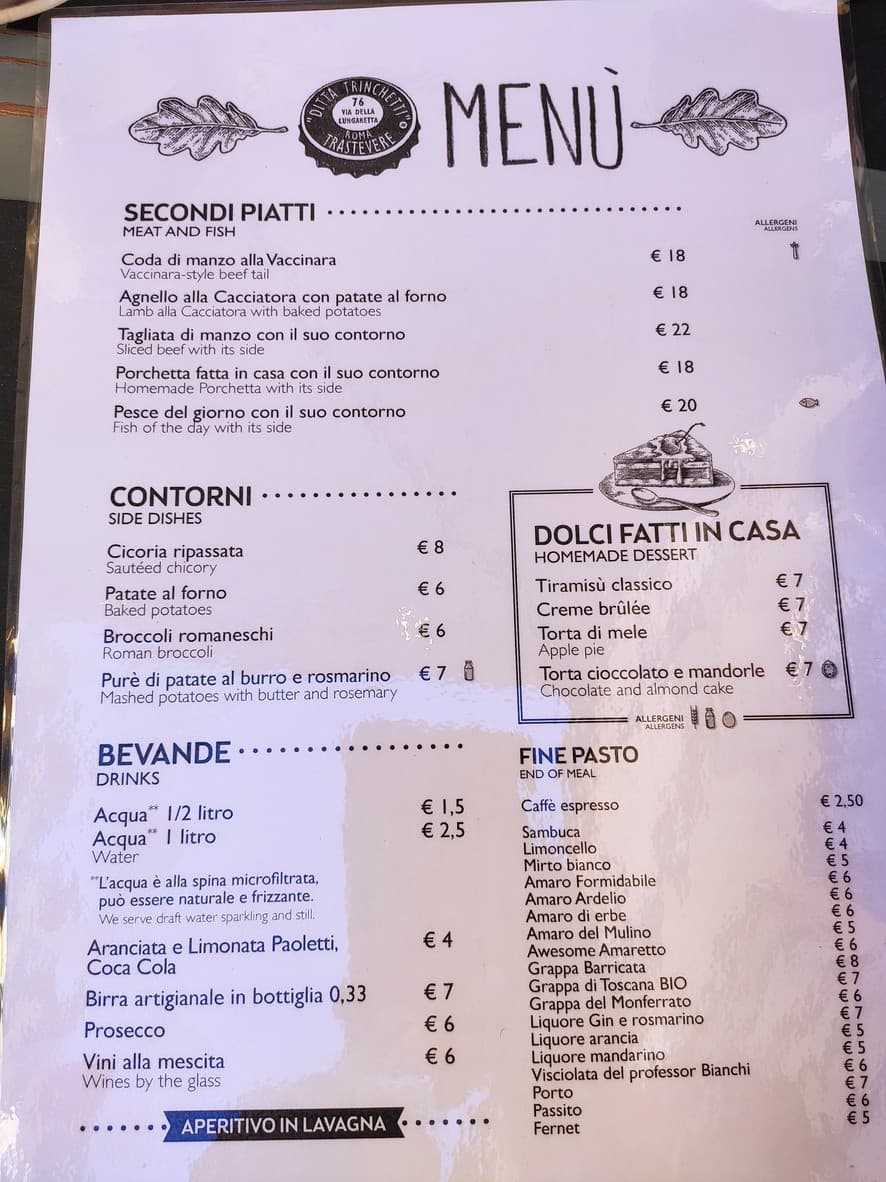 "DITTA TRINCHETTI"
76
VIA DELLA
LUNGARETTA
ROMA
TRASTEVERE
MENÙ
SECONDI PIATTI
MEAT AND FISH
ALLERGENI
ALLERGENS
Coda di manzo alla Vaccinara € 18
Vaccinara-style beef tail
Agnello alla Cacciatora con patate al forno € 18
Lamb alla Cacciatora with baked potatoes
Tagliata di manzo con il suo contorno € 22
Sliced beef with its side
Porchetta fatta in casa con il suo contorno € 18
Homemade Porchetta with its side
Pesce del giorno con il suo contorno € 20
Fish of the day with its side
CONTORNI
SIDE DISHES
Cicoria ripassata € 8
Sautéed chicory
Patate al forno € 6
Baked potatoes
Broccoli romaneschi € 6
Roman broccoli
Purè di patate al burro e rosmarino € 7
Mashed potatoes with butter and rosemary
DOLCI FATTI IN CASA
HOMEMADE DESSERT
Tiramisù classico € 7
Creme brûlée € 7
Torta di mele € 7
Apple pie
Torta cioccolato e mandorle € 7
Chocolate and almond cake
ALLERGENI
ALLERGENS
BEVANDE
DRINKS
Acqua** 1/2 litro € 1,5
Acqua** 1 litro € 2,5
Water
**L'acqua è alla spina microfiltrata,
può essere naturale e frizzante.
We serve draft water sparkling and still.
Aranciata e Limonata Paoletti, € 4
Coca Cola
Birra artigianale in bottiglia 0,33 € 7
Prosecco € 6
Vini alla mescita € 6
Wines by the glass
APERITIVO IN LAVAGNA
FINE PASTO
END OF MEAL
Caffè espresso € 2,50
Sambuca € 4
Limoncello € 4
Mirto bianco € 5
Amaro Formidabile € 6
Amaro Ardelio € 6
Amaro di erbe € 6
Amaro del Mulino € 5
Awesome Amaretto € 6
Grappa Barricata € 8
Grappa di Toscana BIO € 7
Grappa del Monferrato € 6
Liquore Gin e rosmarino € 7
Liquore arancia € 5
Liquore mandarino € 5
Visciolata del professor Bianchi € 6
Porto € 7
Passito € 6
Fernet € 5